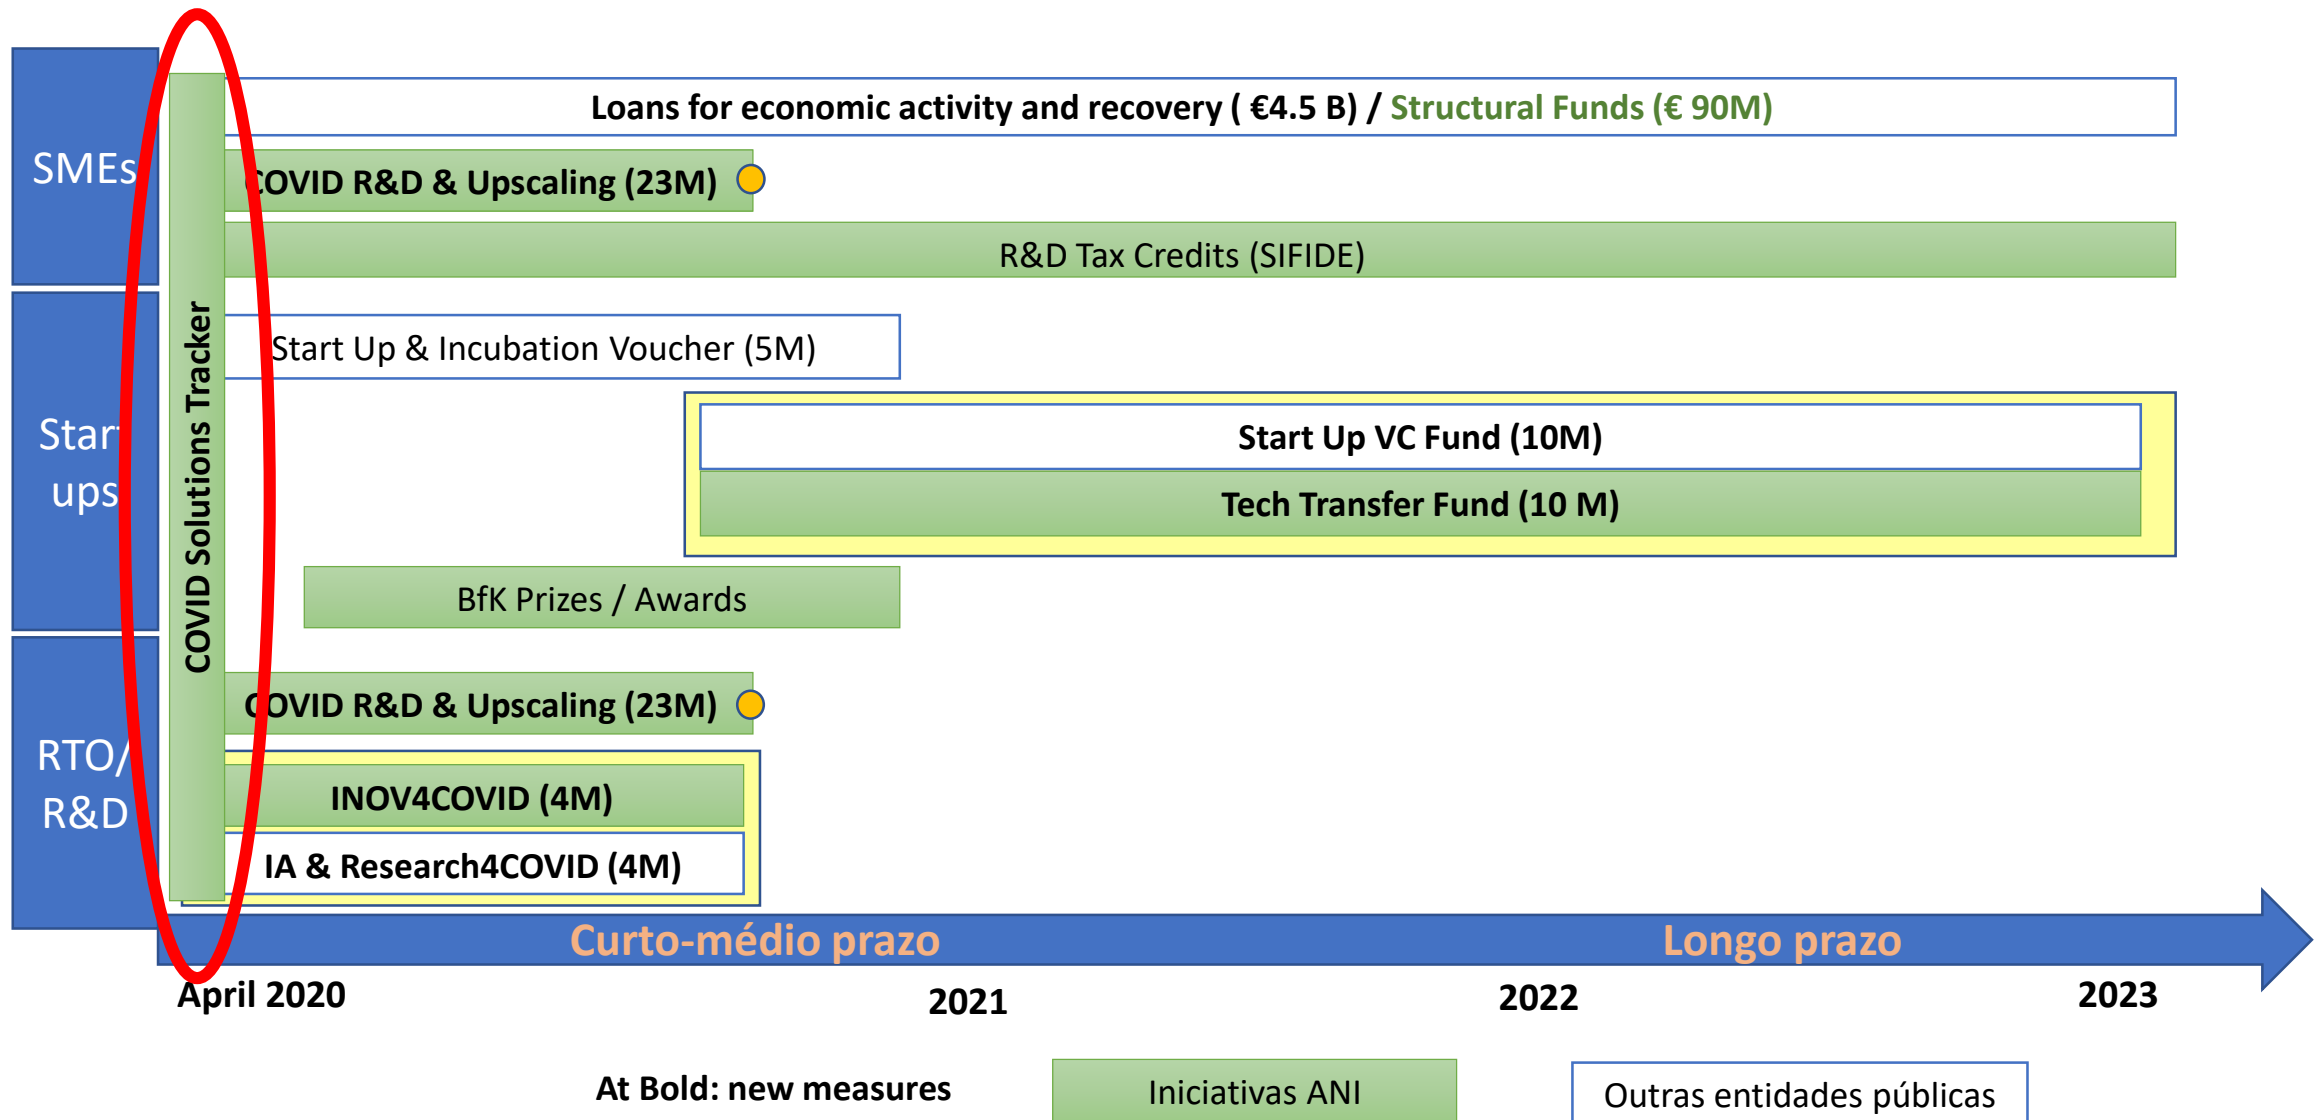 SMEs
Loans for economic activity and recovery ( €4.5 B) / Structural Funds (€ 90M)
COVID R&D & Upscaling (23M)
R&D Tax Credits (SIFIDE)
COVID Solutions Tracker
Start
ups
Start Up & Incubation Voucher (5M)
Start Up VC Fund (10M)
Tech Transfer Fund (10 M)
BfK Prizes / Awards
RTO/
R&D
COVID R&D & Upscaling (23M)
INOV4COVID (4M)
IA & Research4COVID (4M)
Curto-médio prazo
Longo prazo
April 2020
2021
2022
2023
At Bold: new measures
Iniciativas ANI
Outras entidades públicas